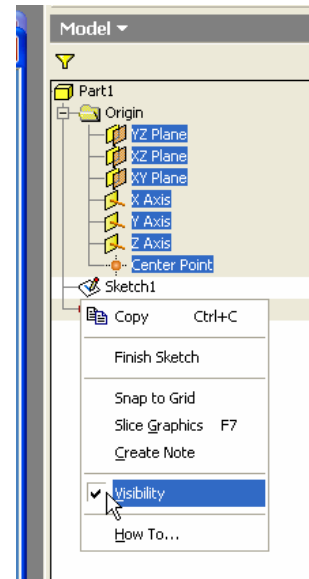 Model
Part1
Origin
YZ Plane
XZ Plane
XY Plane
X Axis
Y Axis
Z Axis
Center Point
Sketch1
Copy Ctrl+C
Finish Sketch
Snap to Grid
Slice Graphics F7
Create Note
Visibility
How To...